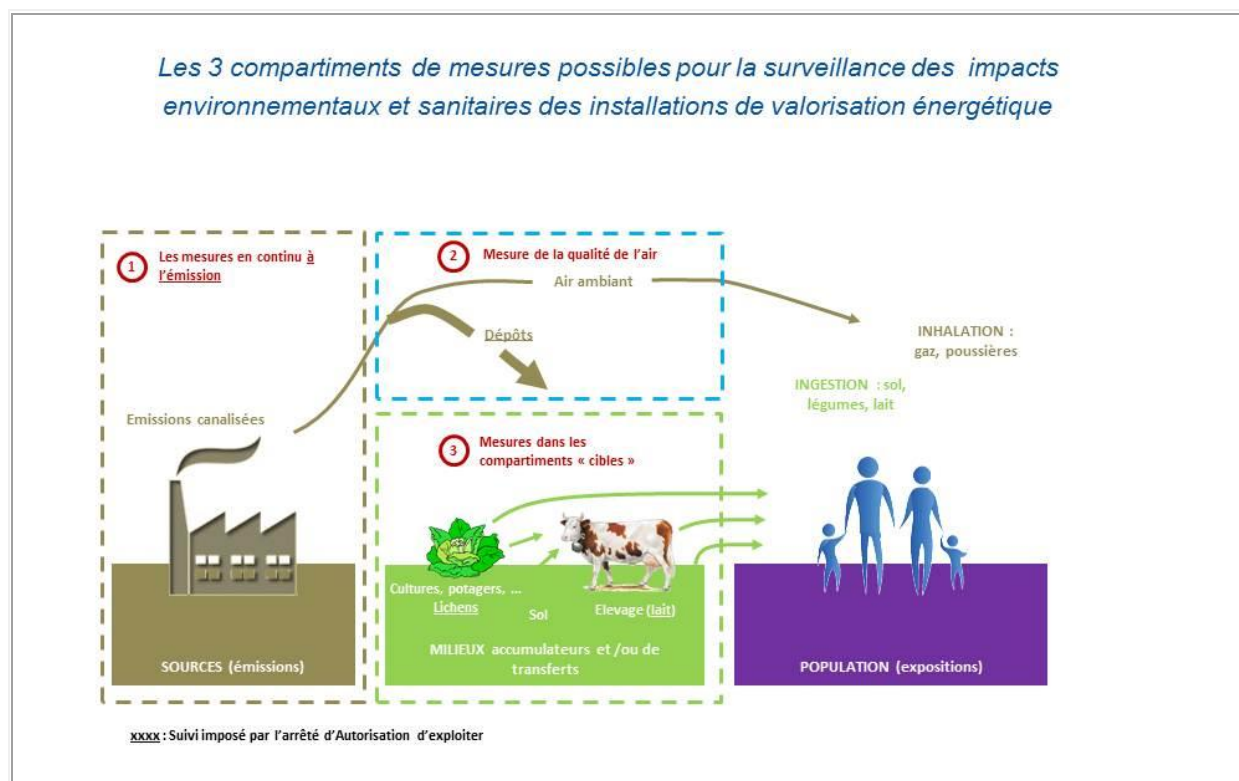 Les 3 compartiments de mesures possibles pour la surveillance des impacts
environnementaux et sanitaires des installations de valorisation énergétique
1
Les mesures en continu à
l’émission
2
Mesure de la qualité de l’air
Air ambiant
Dépôts
INHALATION :
gaz, poussières
INGESTION : sol,
légumes, lait
Emissions canalisées
3
Mesures dans les
compartiments « cibles »
Cultures, potagers, ...
Lichens
Sol
Elevage (lait)
SOURCES (émissions)
MILIEUX accumulateurs et /ou de
transferts
POPULATION (expositions)
xxxx : Suivi imposé par l’arrêté d’Autorisation d’exploiter